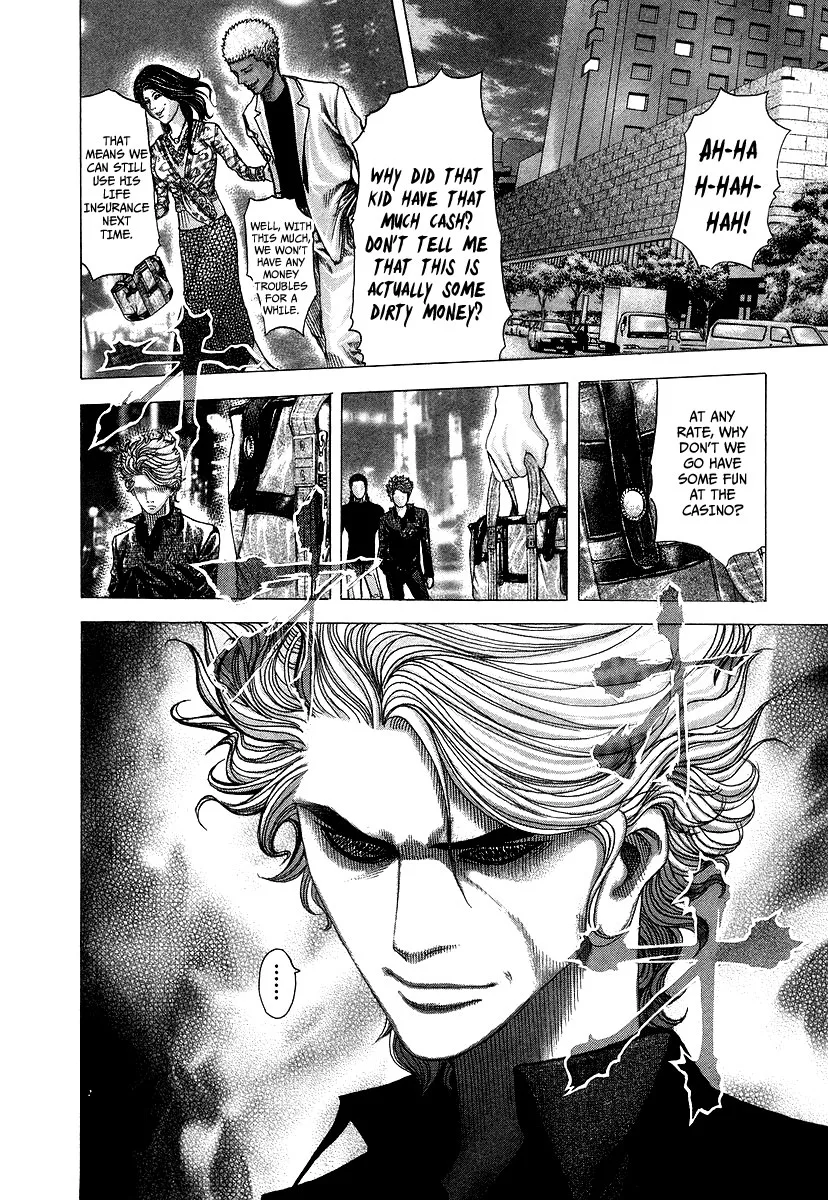 AH-HA
H-HAH-
HAH!
WHY DID THAT
KID HAVE THAT
MUCH CASH?
DON'T TELL ME
THAT THIS IS
ACTUALLY SOME
DIRTY MONEY?
WELL, WITH
THIS MUCH,
WE WON'T
HAVE ANY
MONEY
TROUBLES
FOR A
WHILE.
THAT
MEANS WE
CAN STILL
USE HIS
LIFE
INSURANCE
NEXT
TIME.
AT ANY
RATE, WHY
DON'T WE
GO HAVE
SOME FUN
AT THE
CASINO?
......